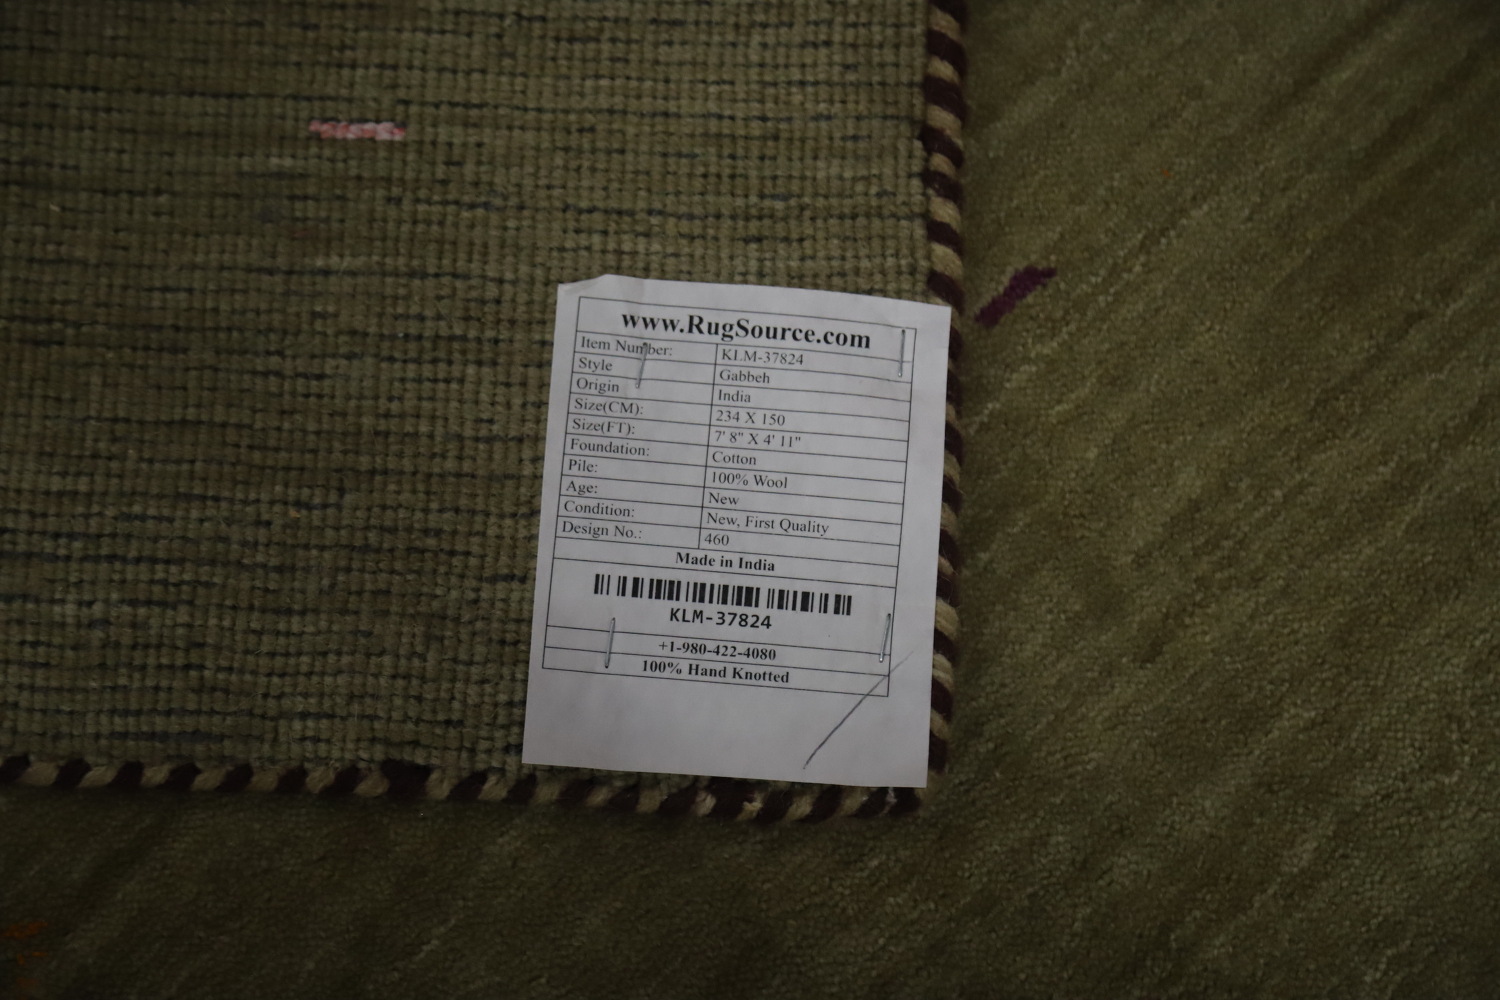 www.RugSource.com
Item Number: KLM-37824
Style Gabbeh
Origin India
Size(CM): 234 X 150
Size(FT): 7' 8" X 4' 11"
Foundation: Cotton
Pile: 100% Wool
Age: New
Condition: New, First Quality
Design No.: 460
Made in India
KLM-37824
+1-980-422-4080
100% Hand Knotted